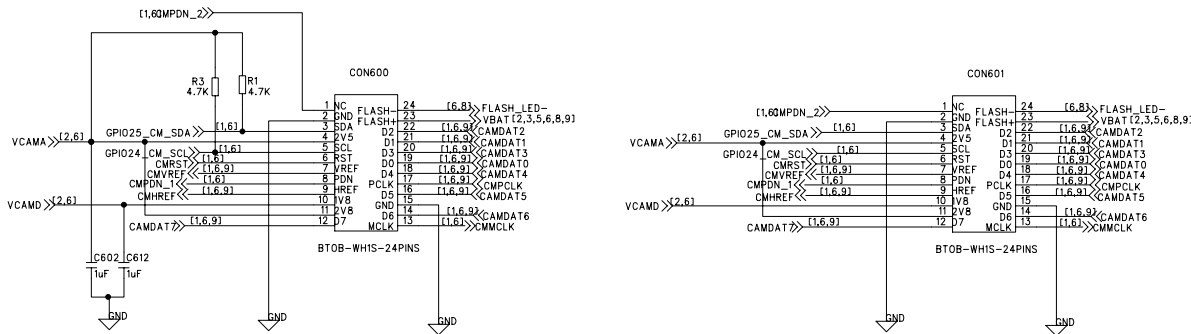 [1,6]CMPDN_2
R3
4.7K
R1
4.7K
CON600
VCAMA [2,6]
GPIO25_CM_SDA [1,6]
GPIO24_CM_SCL [1,6]
CMRST [1,6]
CMVREF [1,6,9]
CMPDN_1 [1,6]
CMHREF [1,6,9]
VCAMD [2,6]
CAMDAT7 [1,6,9]
1 NC
2 GND
3 SDA
4 2V5
5 SCL
6 RST
7 VREF
8 PDN
9 HREF
10 1V8
11 2V8
12 D7
FLASH- 24 [6,8] FLASH_LED-
FLASH+ 23 VBAT[2,3,5,6,8,9]
D2 22 [1,6,9] CAMDAT2
D1 21 [1,6,9] CAMDAT1
D3 20 [1,6,9] CAMDAT3
D0 19 [1,6,9] CAMDAT0
D4 18 [1,6,9] CAMDAT4
PCLK 17 [1,6,9] CMPCLK
D5 16 [1,6,9] CAMDAT5
GND 15
D6 14 [1,6,9] CAMDAT6
MCLK 13 [1,6] CMMCLK
BTOB-WH1S-24PINS
C602
1uF
C612
1uF
GND
GND
GND
CON601
[1,6]CMPDN_2
VCAMA [2,6]
GPIO25_CM_SDA [1,6]
GPIO24_CM_SCL [1,6]
CMRST [1,6]
CMVREF [1,6,9]
CMPDN_1 [1,6]
CMHREF [1,6,9]
VCAMD [2,6]
CAMDAT7 [1,6,9]
1 NC
2 GND
3 SDA
4 2V5
5 SCL
6 RST
7 VREF
8 PDN
9 HREF
10 1V8
11 2V8
12 D7
FLASH- 24 [6,8] FLASH_LED-
FLASH+ 23 VBAT[2,3,5,6,8,9]
D2 22 [1,6,9] CAMDAT2
D1 21 [1,6,9] CAMDAT1
D3 20 [1,6,9] CAMDAT3
D0 19 [1,6,9] CAMDAT0
D4 18 [1,6,9] CAMDAT4
PCLK 17 [1,6,9] CMPCLK
D5 16 [1,6,9] CAMDAT5
GND 15
D6 14 [1,6,9] CAMDAT6
MCLK 13 [1,6] CMMCLK
BTOB-WH1S-24PINS
GND
GND